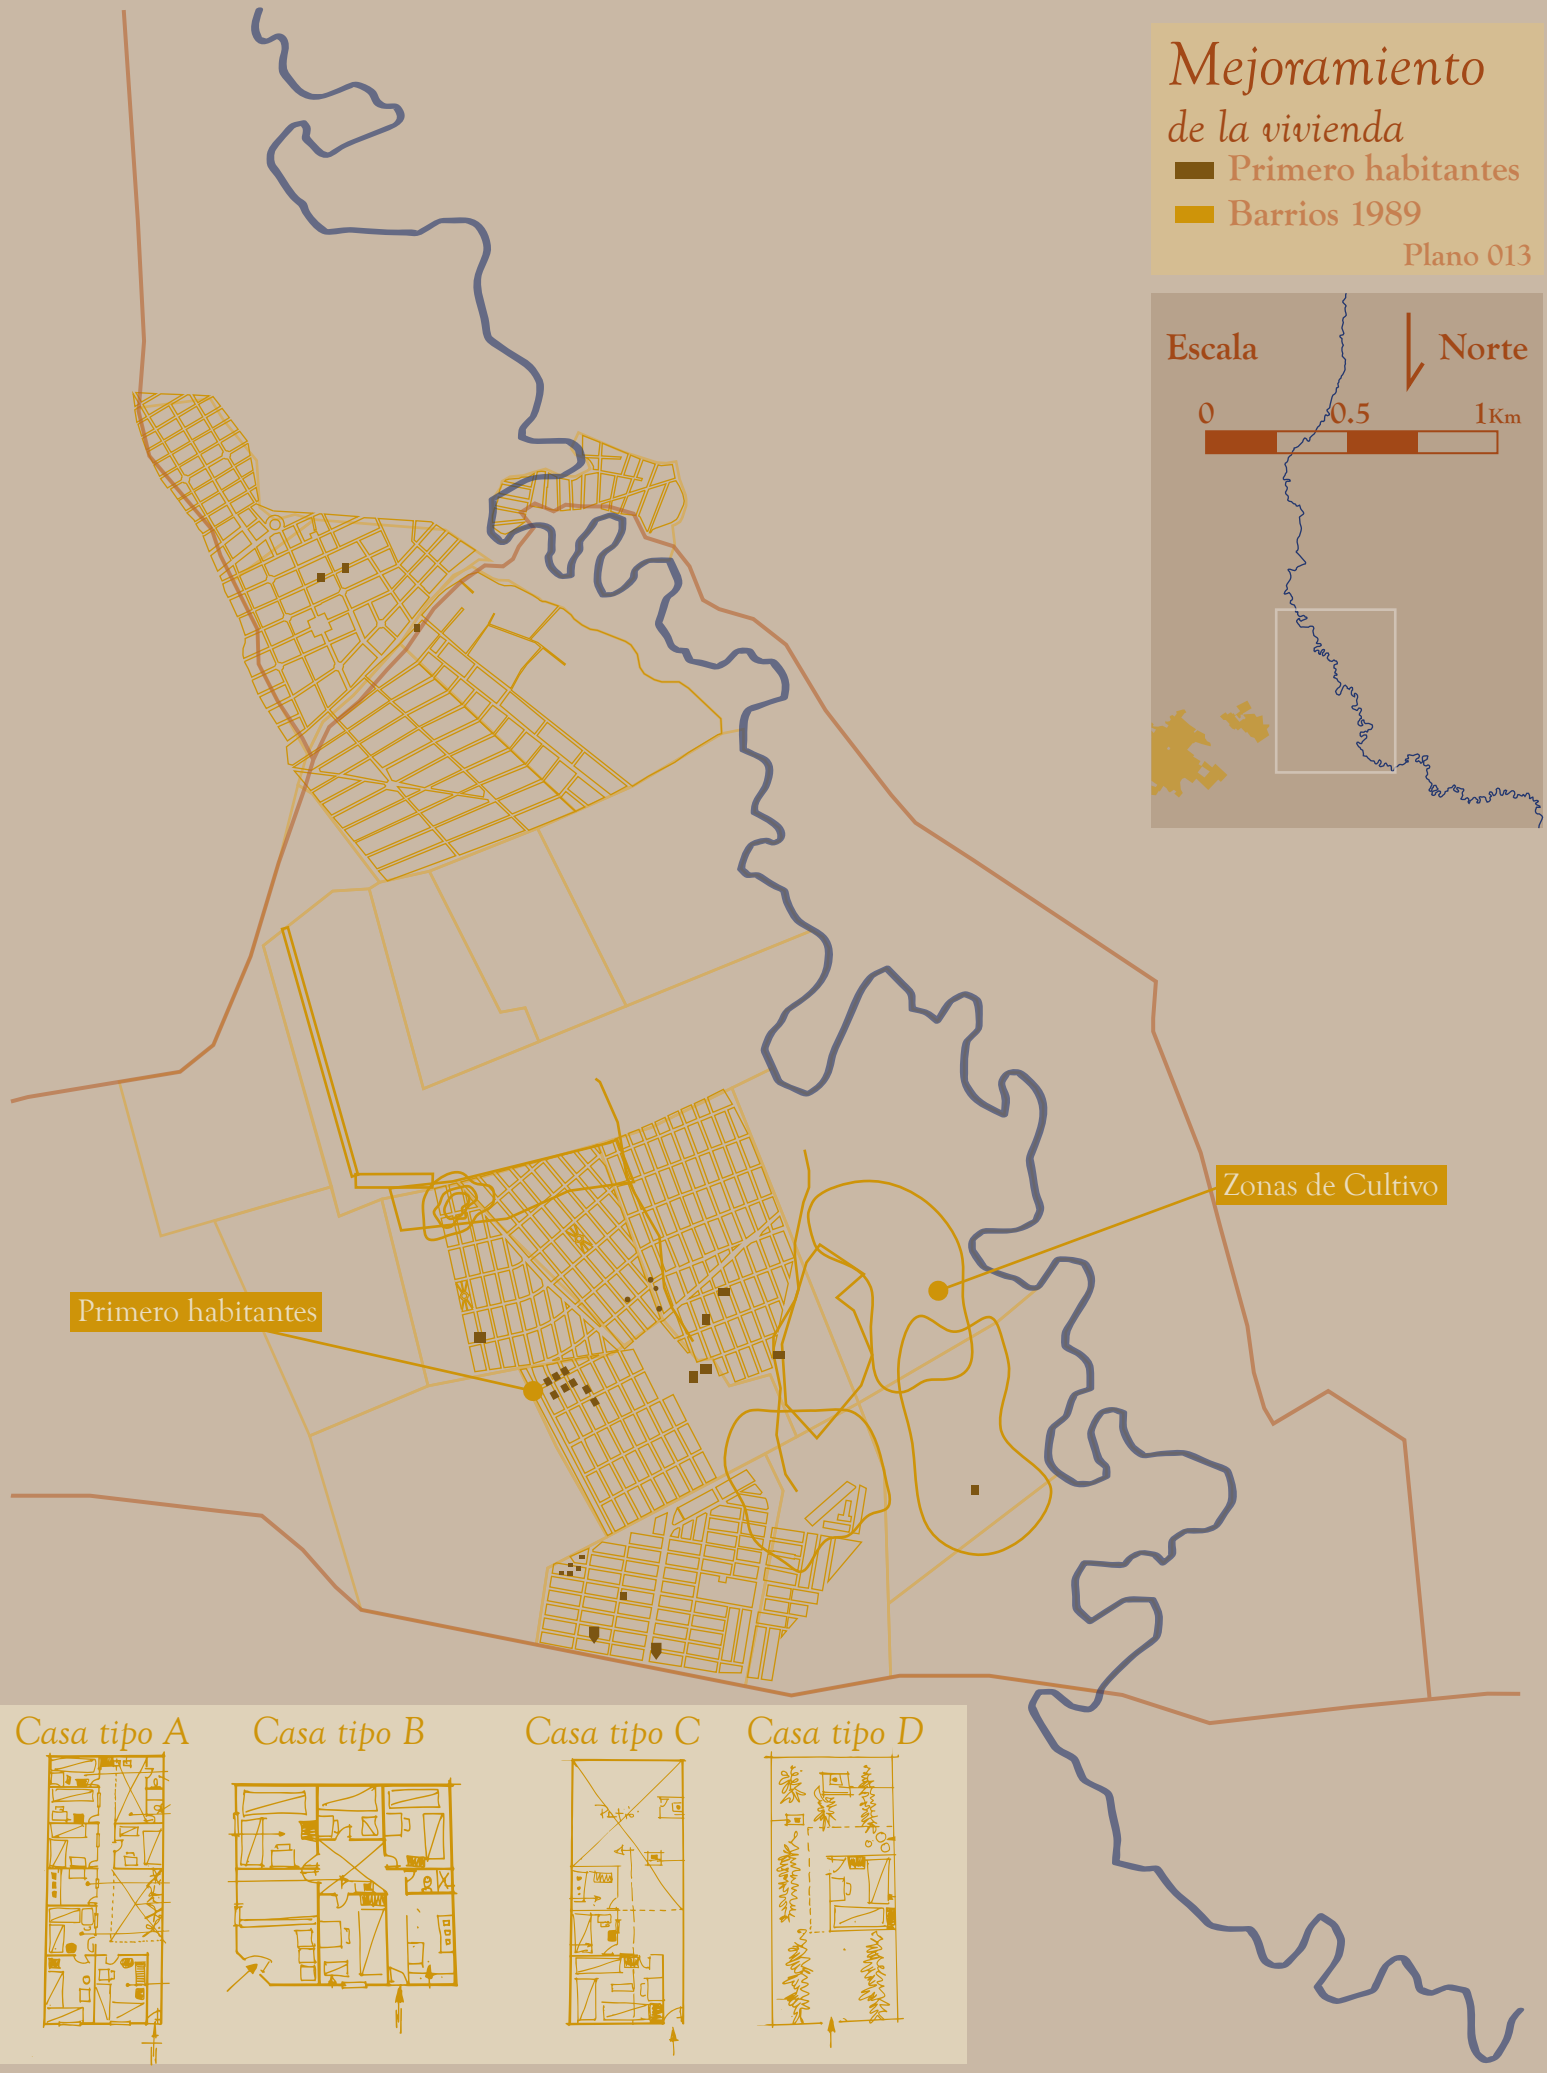 Mejoramiento
de la vivienda
Primero habitantes
Barrios 1989
Plano 013
Escala
Norte
0 0.5 1Km
Zonas de Cultivo
Primero habitantes
Casa tipo A
Casa tipo B
Casa tipo C
Casa tipo D
Patio